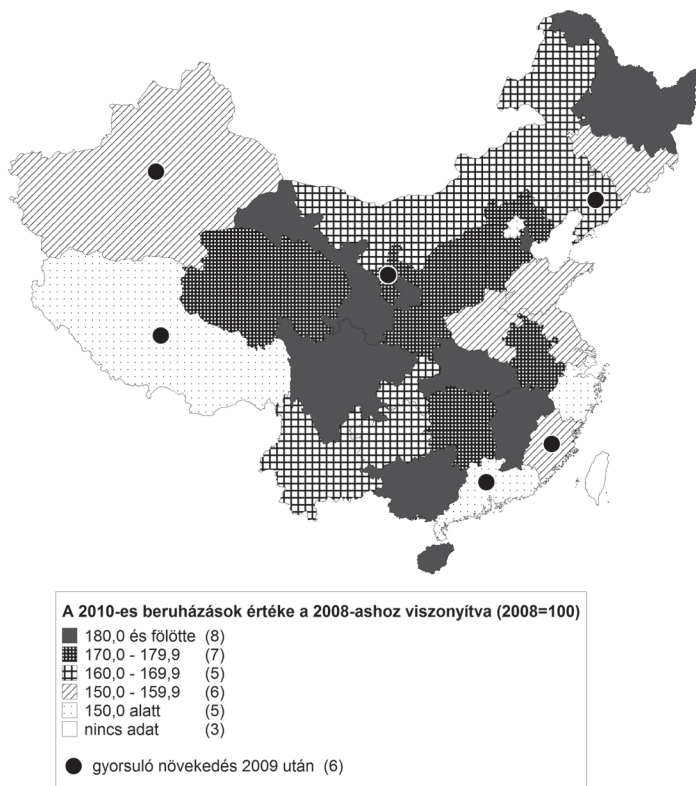 A 2010-es beruházások értéke a 2008-ashoz viszonyítva (2008=100)
180,0 és fölötte (8)
170,0 - 179,9 (7)
160,0 - 169,9 (5)
150,0 - 159,9 (6)
150,0 alatt (5)
nincs adat (3)
gyorsuló növekedés 2009 után (6)